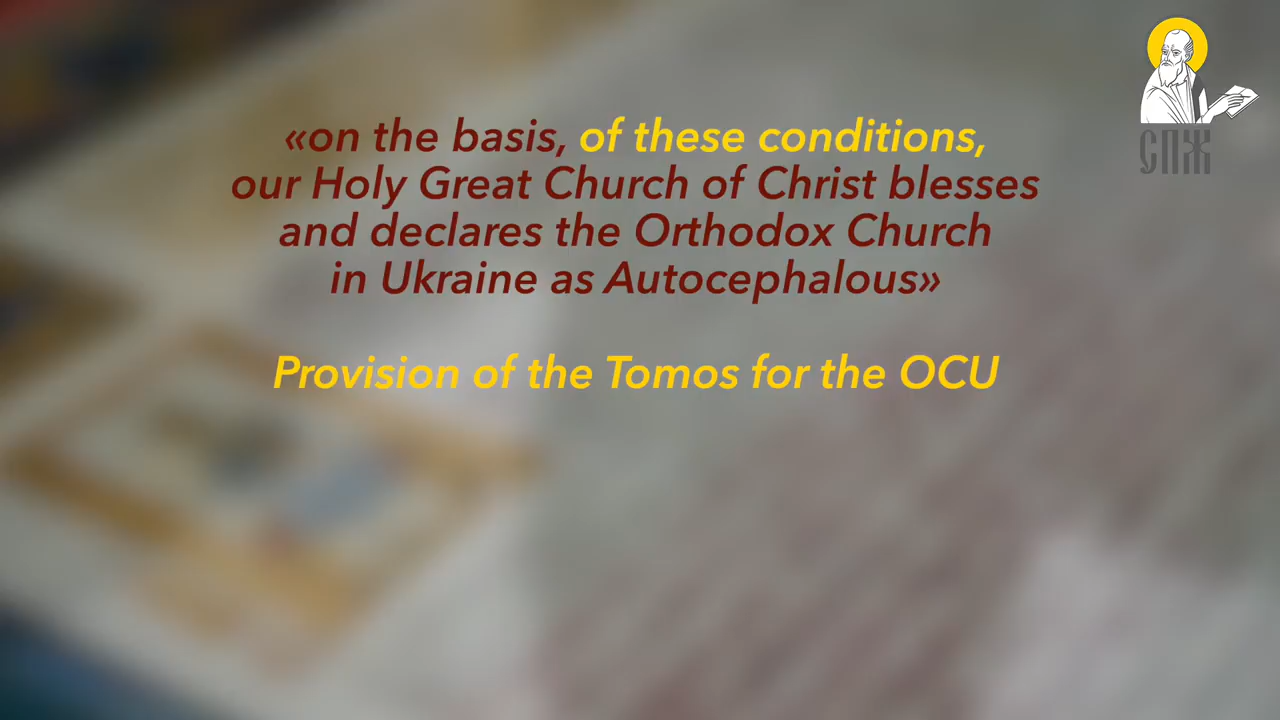 «on the basis, of these conditions,
our Holy Great Church of Christ blesses
and declares the Orthodox Church
in Ukraine as Autocephalous»
Provision of the Tomos for the OCU
СПЖ